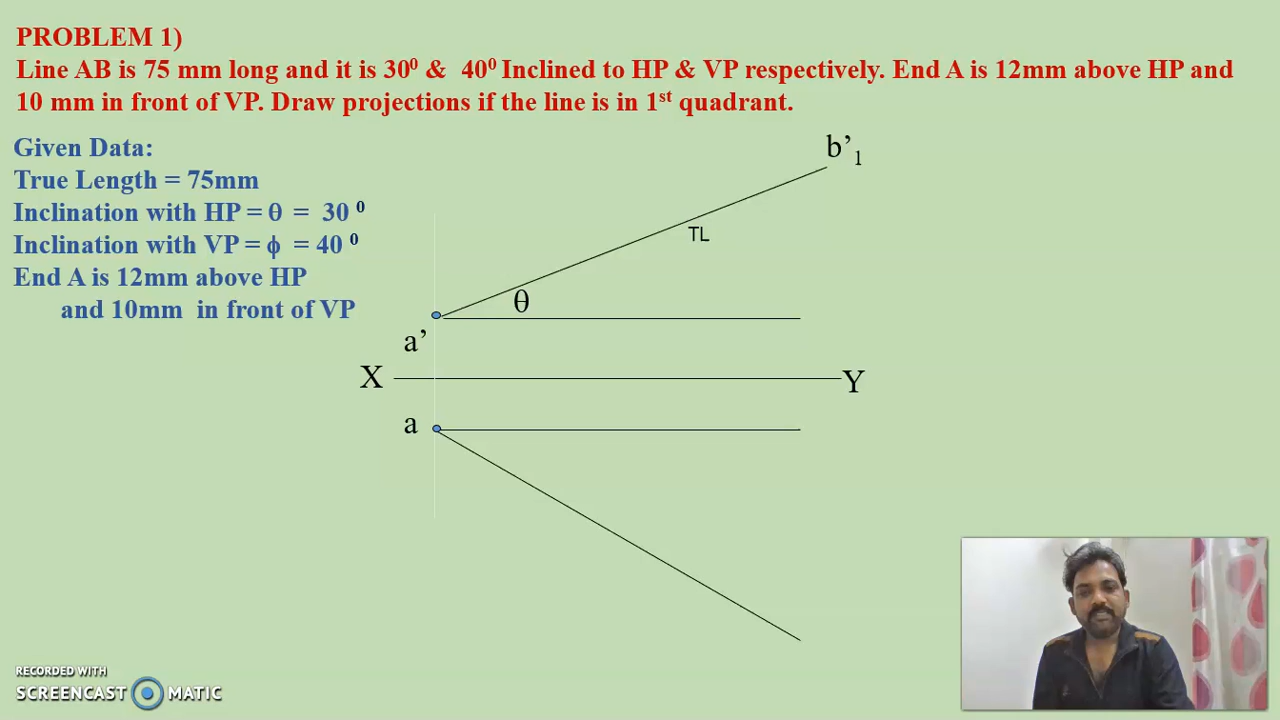 PROBLEM 1)
Line AB is 75 mm long and it is 30⁰ & 40⁰ Inclined to HP & VP respectively. End A is 12mm above HP and
10 mm in front of VP. Draw projections if the line is in 1ˢᵗ quadrant.
Given Data:
True Length = 75mm
Inclination with HP = θ = 30 ⁰
Inclination with VP = ϕ = 40 ⁰
End A is 12mm above HP
and 10mm in front of VP
b’₁
TL
θ
a’
X
Y
a
RECORDED WITH
SCREENCAST MATIC